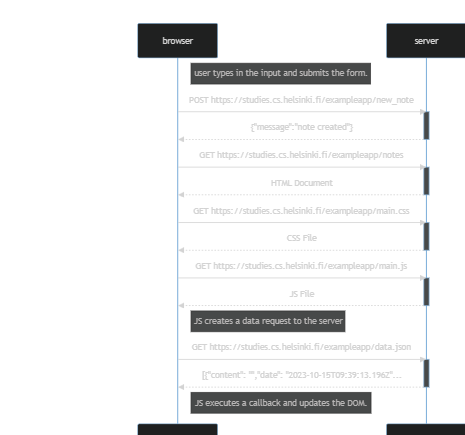 browser server
user types in the input and submits the form.
POST https://studies.cs.helsinki.fi/exampleapp/new_note
{"message":"note created"}
GET https://studies.cs.helsinki.fi/exampleapp/notes
HTML Document
GET https://studies.cs.helsinki.fi/exampleapp/main.css
CSS File
GET https://studies.cs.helsinki.fi/exampleapp/main.js
JS File
JS creates a data request to the server
GET https://studies.cs.helsinki.fi/exampleapp/data.json
[{"content": "","date": "2023-10-15T09:39:13.196Z"...
JS executes a callback and updates the DOM.